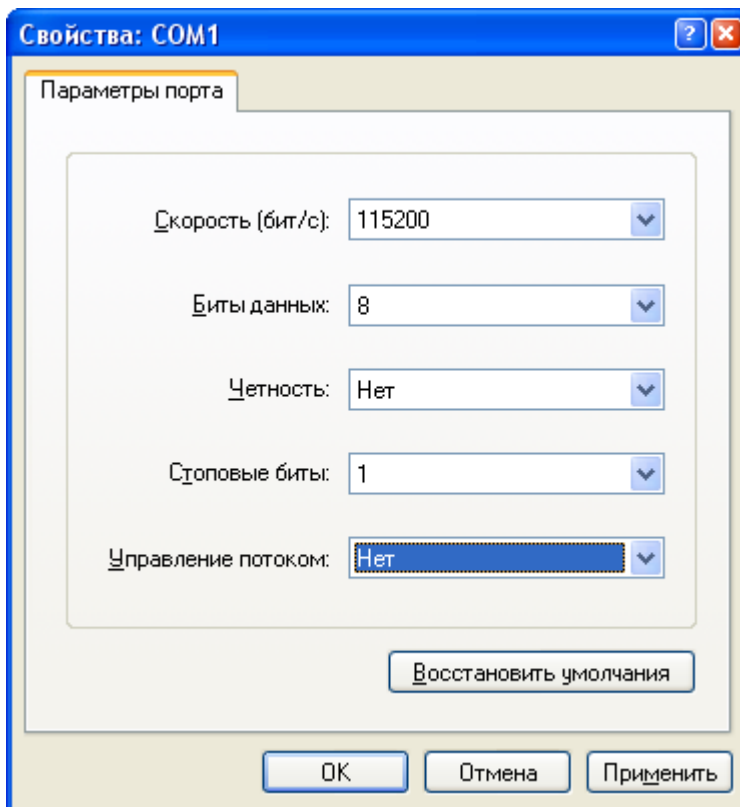 Свойства: COM1
Параметры порта
Скорость (бит/с): 115200
Биты данных: 8
Четность: Нет
Стоповые биты: 1
Управление потоком: Нет
Восстановить умолчания
ОК Отмена Применить